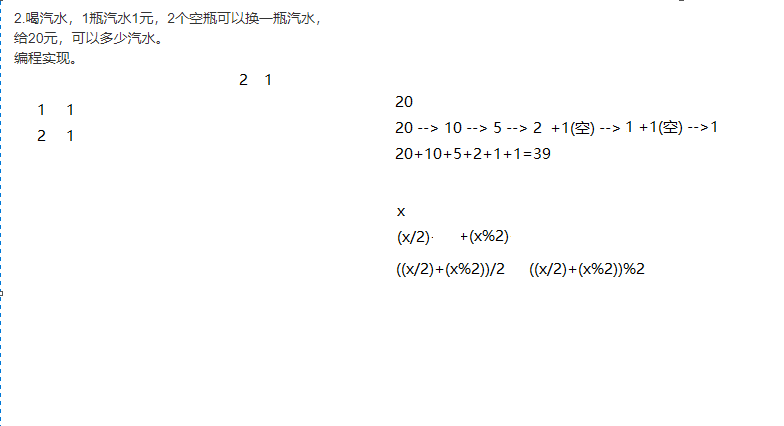 2.喝汽水，1瓶汽水1元，2个空瓶可以换一瓶汽水，
给20元，可以多少汽水。
编程实现。
2 1
1 1
2 1
20
20 --> 10 --> 5 --> 2 +1(空) --> 1 +1(空) -->1
20+10+5+2+1+1=39
x
(x/2) +(x%2)
((x/2)+(x%2))/2 ((x/2)+(x%2))%2